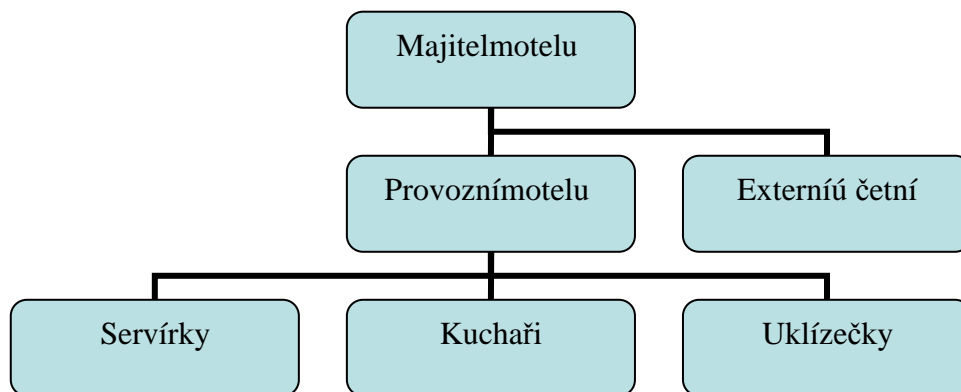 Majitelmotelu
Provoznímotelu
Externíú četní
Servírky
Kuchaři
Uklízečky